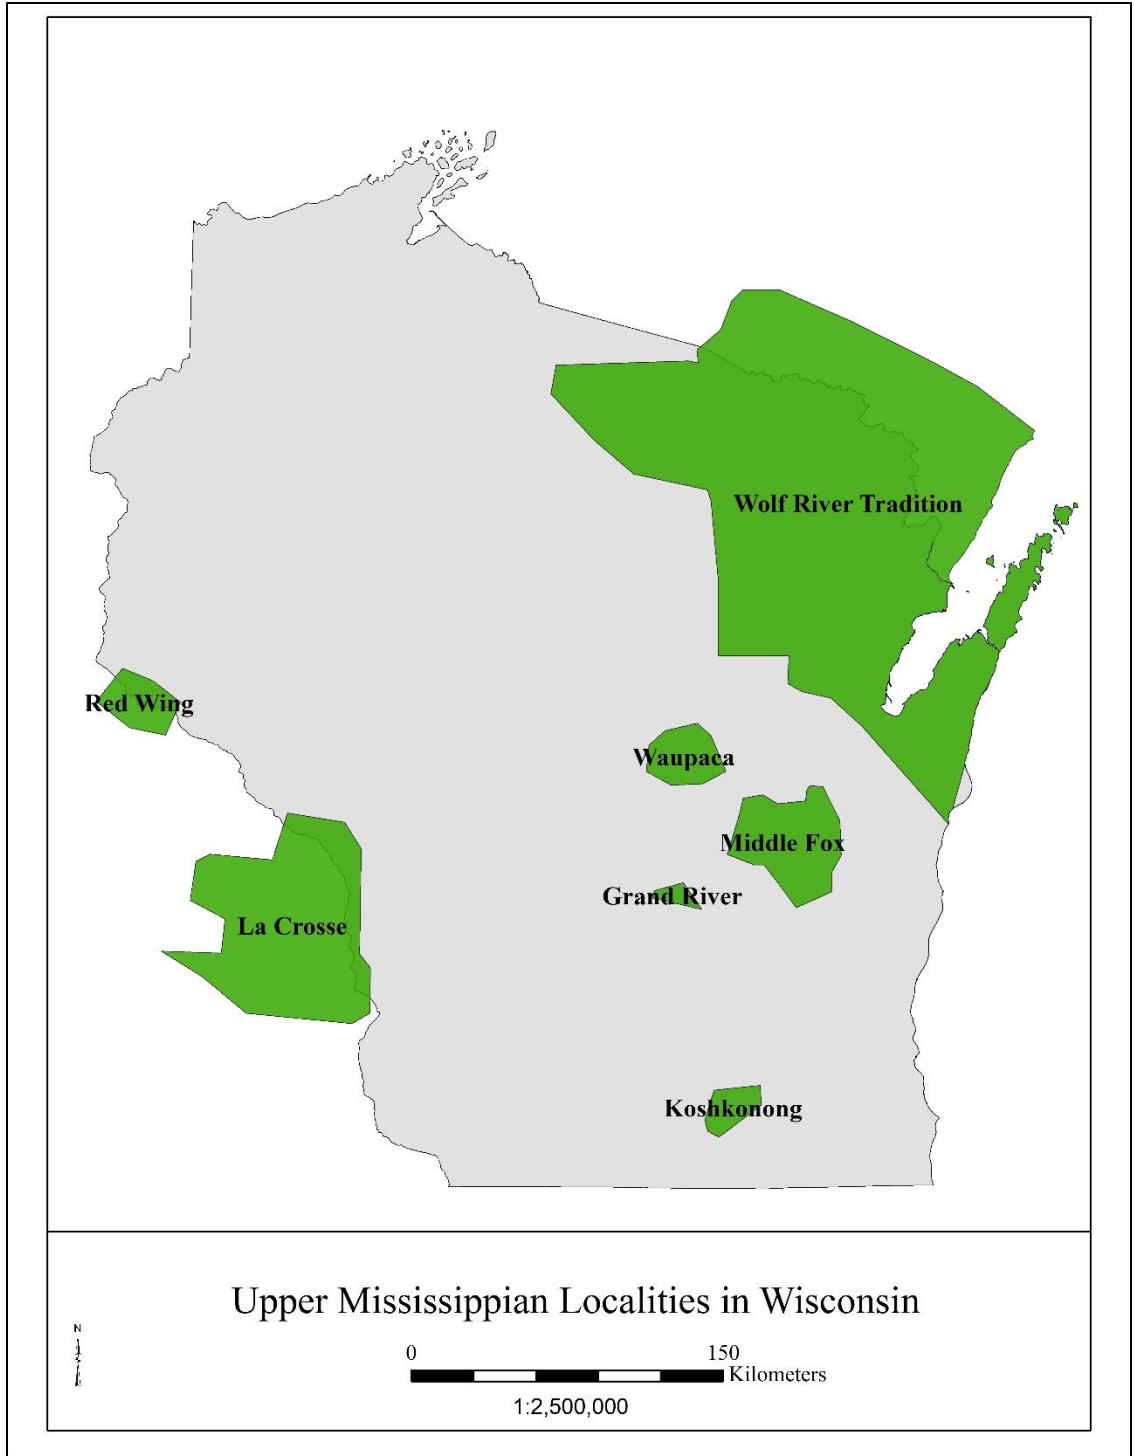 Wolf River Tradition
Red Wing
Waupaca
Middle Fox
Grand River
La Crosse
Koshkonong
Upper Mississippian Localities in Wisconsin
N
0 150
Kilometers
1:2,500,000